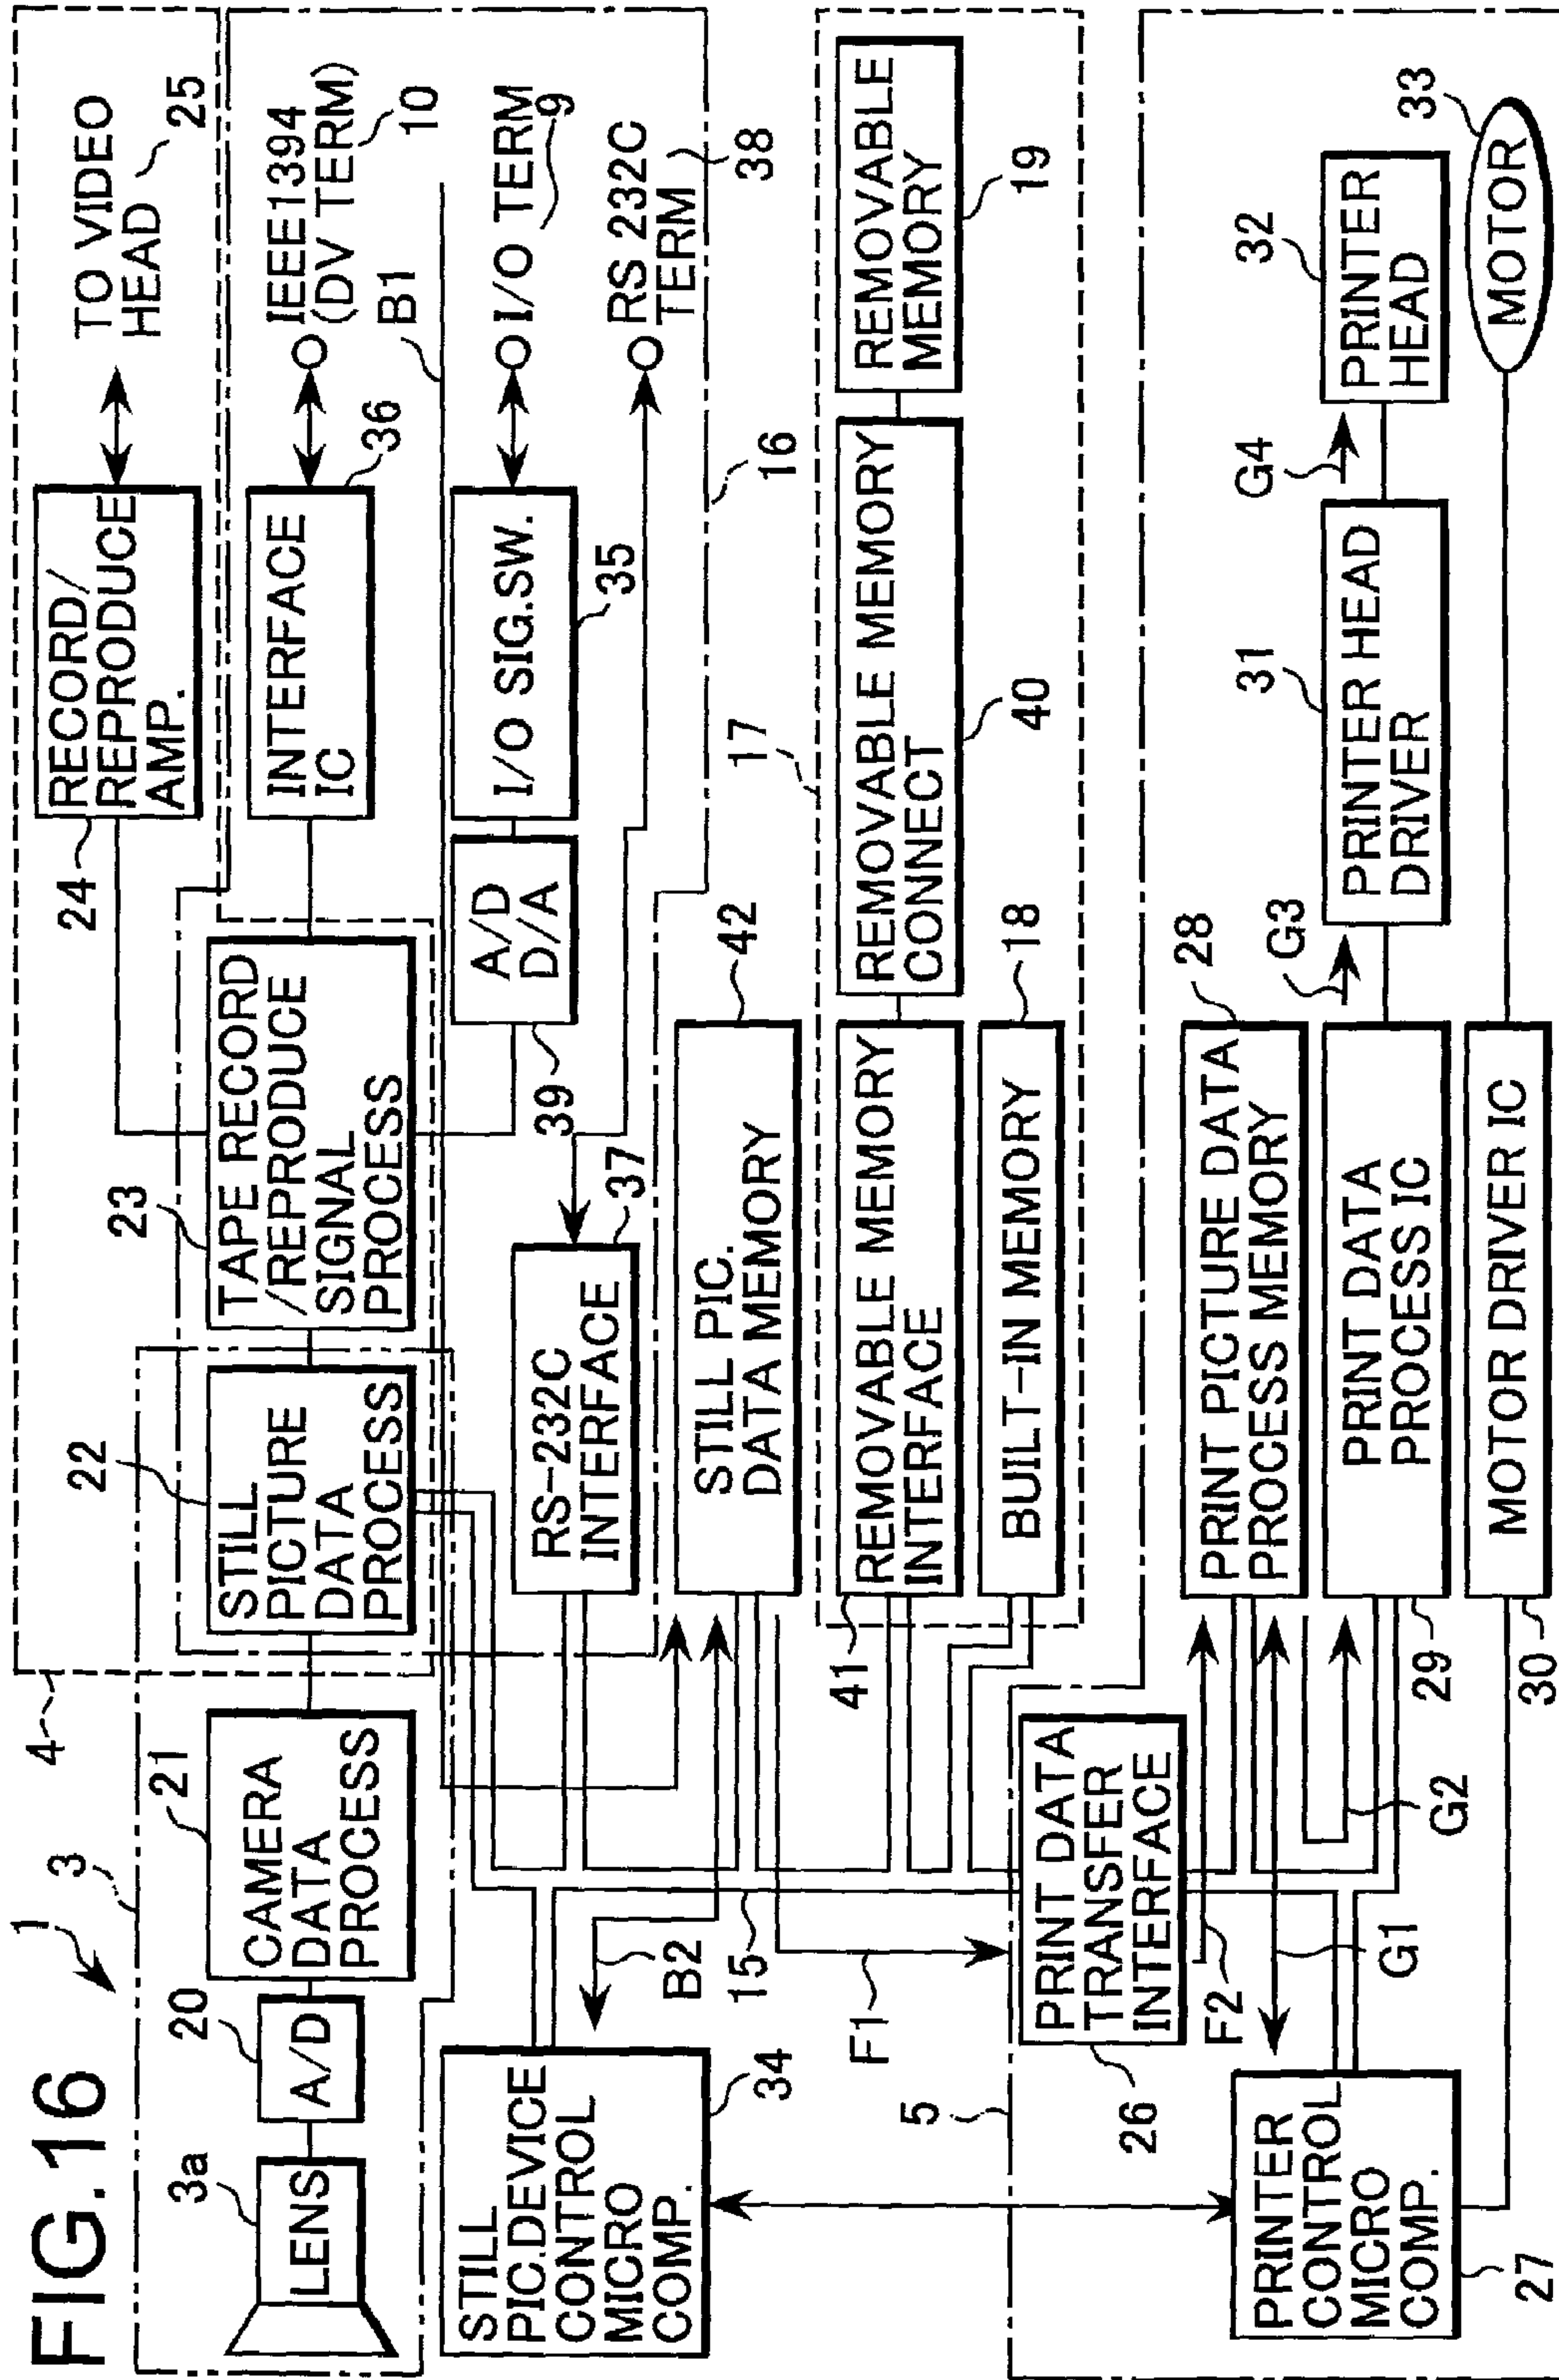 FIG.16
1
3
4
3a
LENS
20
A/D
21
CAMERA
DATA
PROCESS
22
STILL
PICTURE
DATA
PROCESS
23
TAPE RECORD
/REPRODUCE
SIGNAL
PROCESS
24
RECORD/
REPRODUCE
AMP.
TO VIDEO
HEAD
25
INTERFACE
IC
36
IEEE1394
(DV TERM)
10
B1
A/D
D/A
39
I/O SIG.SW.
35
I/O TERM
9
RS-232C
INTERFACE
37
RS 232C
TERM
38
16
STILL
PIC.DEVICE
CONTROL
MICRO
COMP.
34
B2
15
F1
STILL PIC.
DATA MEMORY
42
17
REMOVABLE MEMORY
INTERFACE
41
REMOVABLE MEMORY
CONNECT
40
REMOVABLE
MEMORY
19
BUILT-IN MEMORY
18
5
PRINT DATA
TRANSFER
INTERFACE
26
F2
G1
G2
PRINTER
CONTROL
MICRO
COMP.
27
PRINT PICTURE DATA
PROCESS MEMORY
28
PRINT DATA
PROCESS IC
29
G3
PRINTER HEAD
DRIVER
31
G4
PRINTER
HEAD
32
MOTOR DRIVER IC
30
MOTOR
33